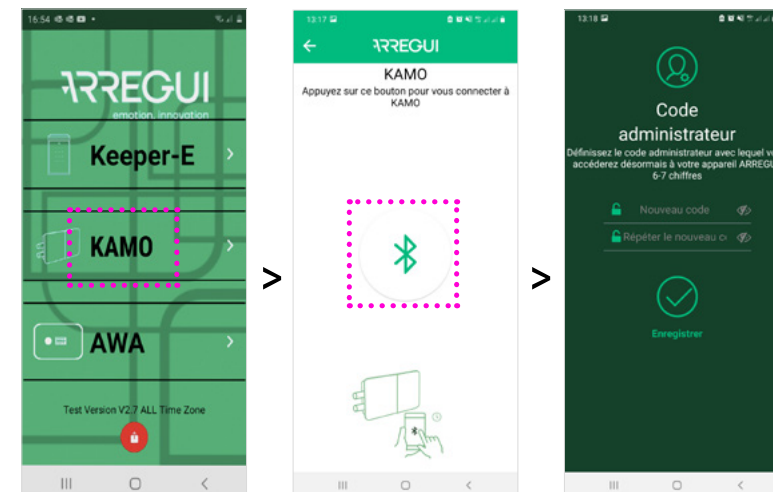 16:54
ARREGUI
emotion, innovation
Keeper-E
KAMO
AWA
Test Version V2.7 ALL Time Zone
>
13:17
ARREGUI
KAMO
Appuyez sur ce bouton pour vous connecter à
KAMO
>
13:18
Code
administrateur
Définissez le code administrateur avec lequel v
accéderez désormais à votre appareil ARREGU
6-7 chiffres
Nouveau code
Répéter le nouveau c
Enregistrer